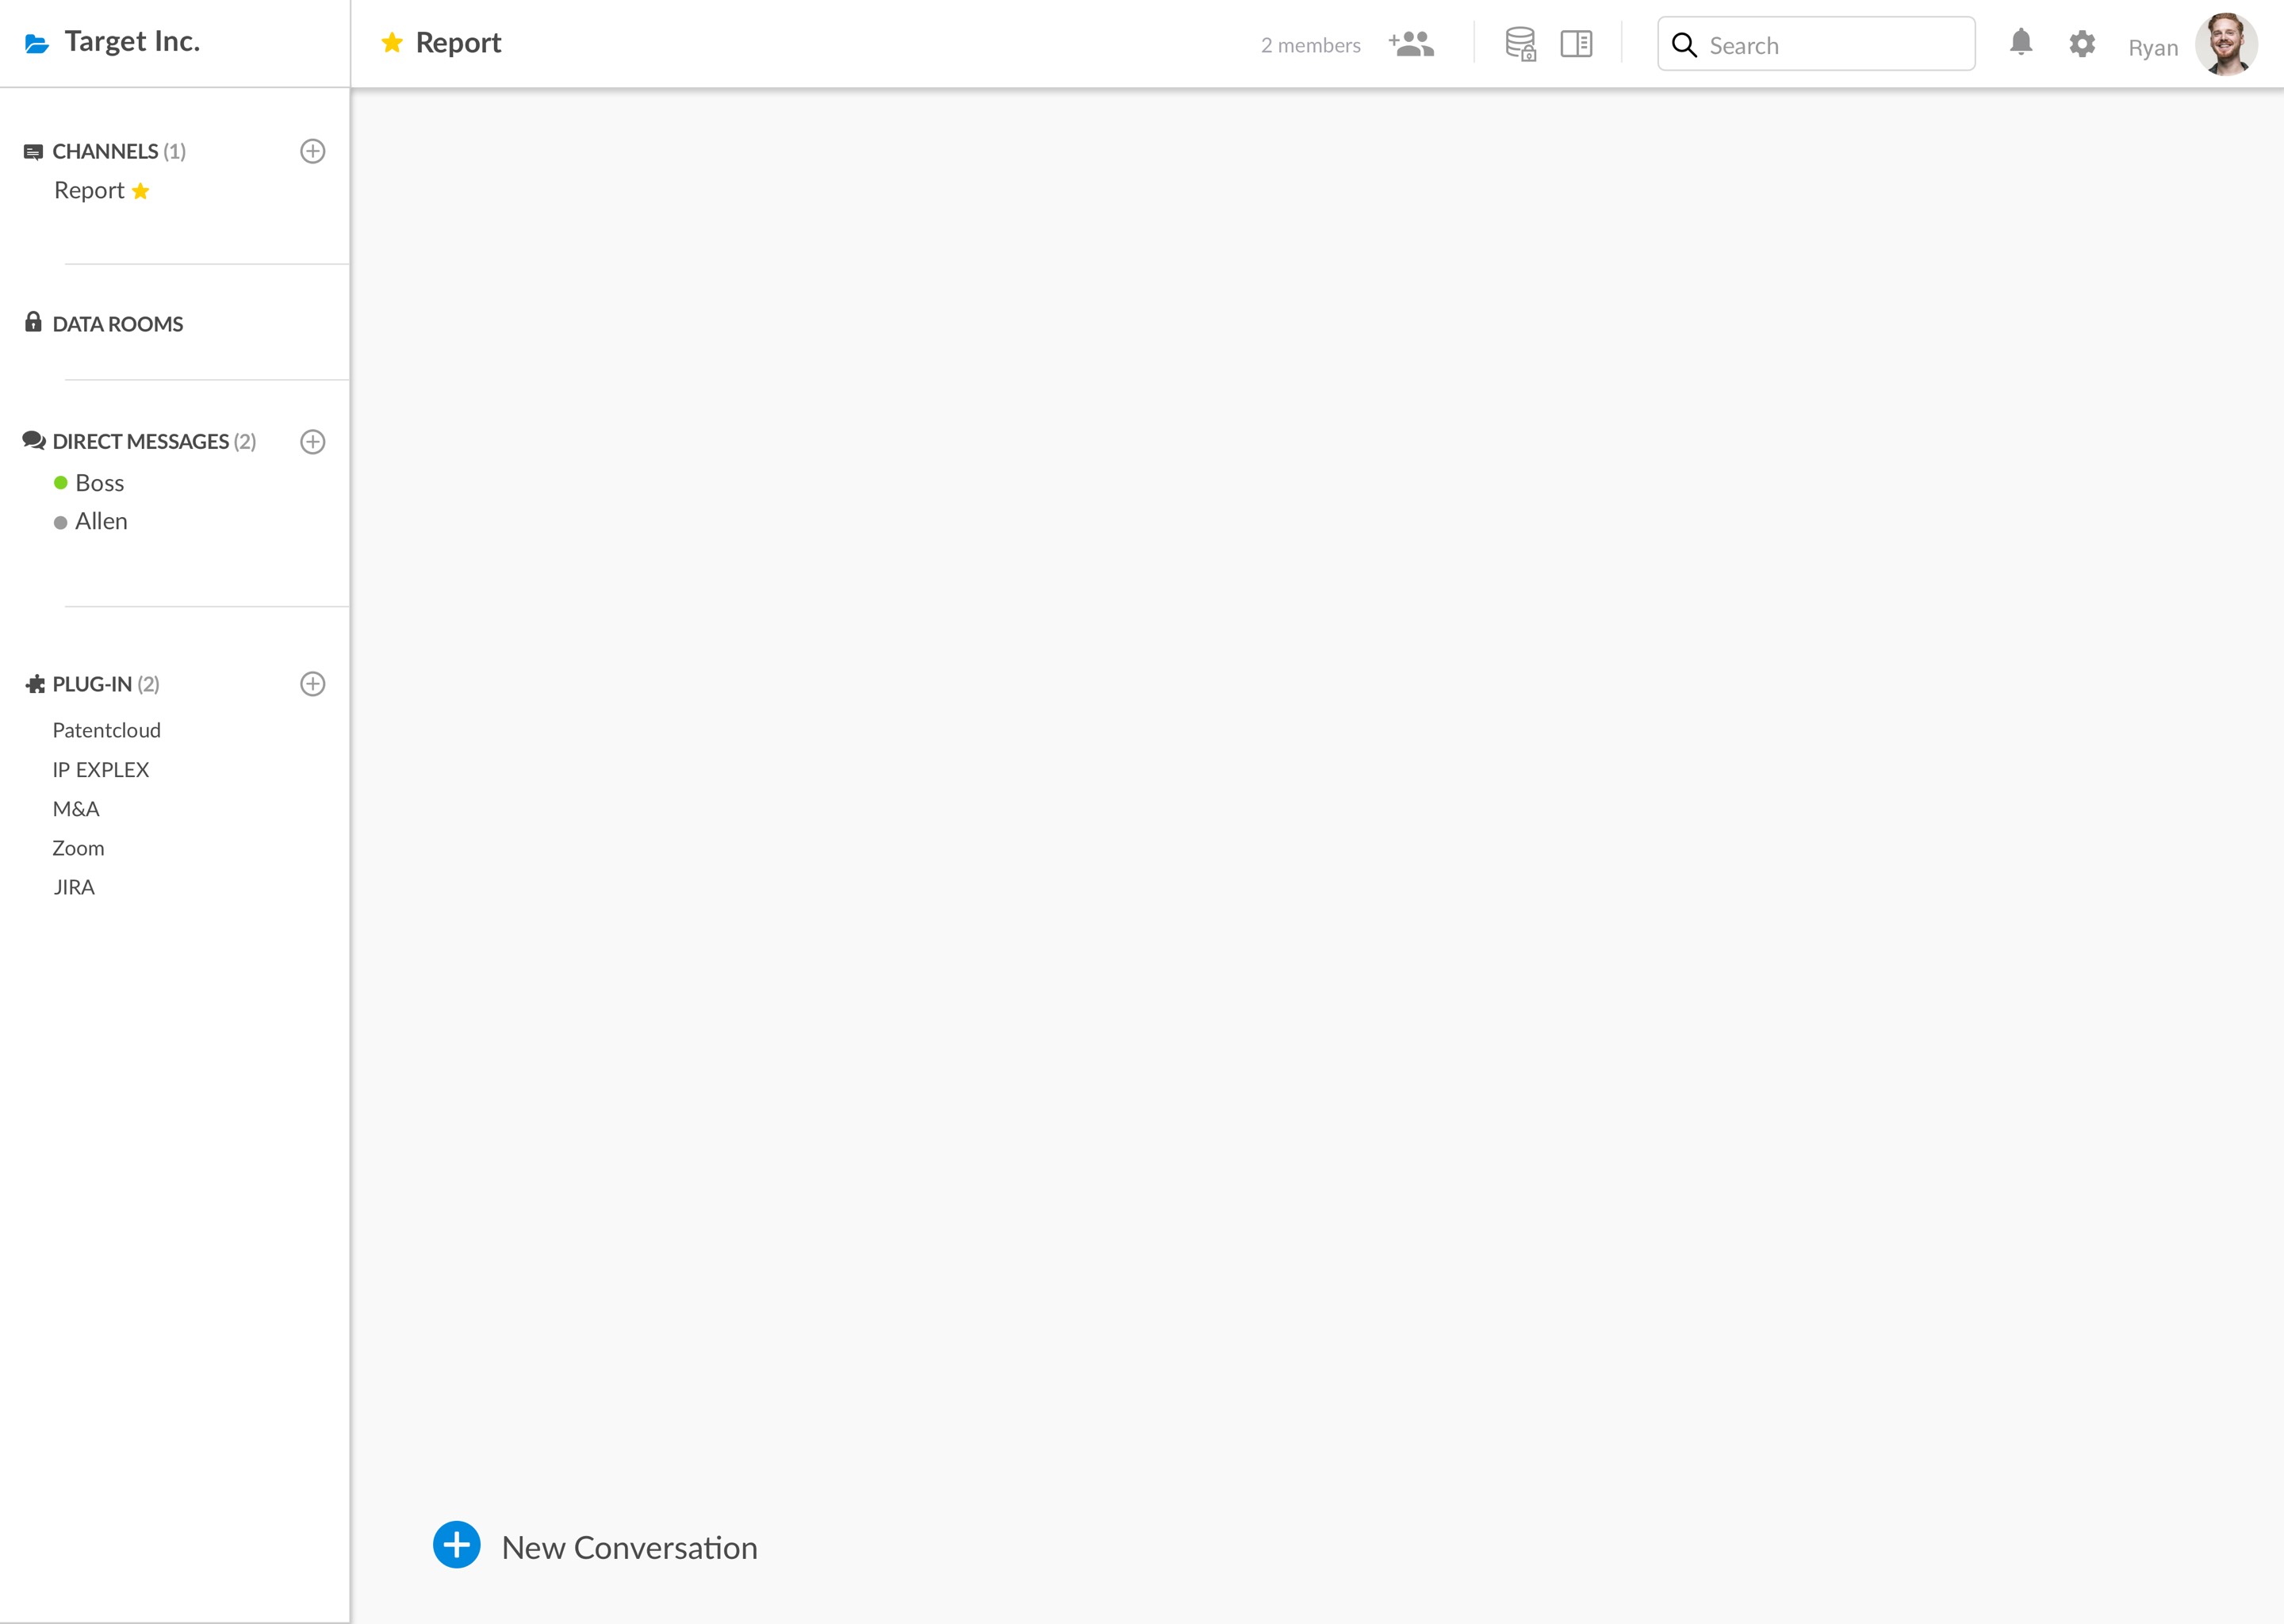 Target Inc.
Report
2 members
Search
Ryan
CHANNELS (1)
Report
DATA ROOMS
DIRECT MESSAGES (2)
Boss
Allen
PLUG-IN (2)
Patentcloud
IP EXPLEX
M&A
Zoom
JIRA
New Conversation